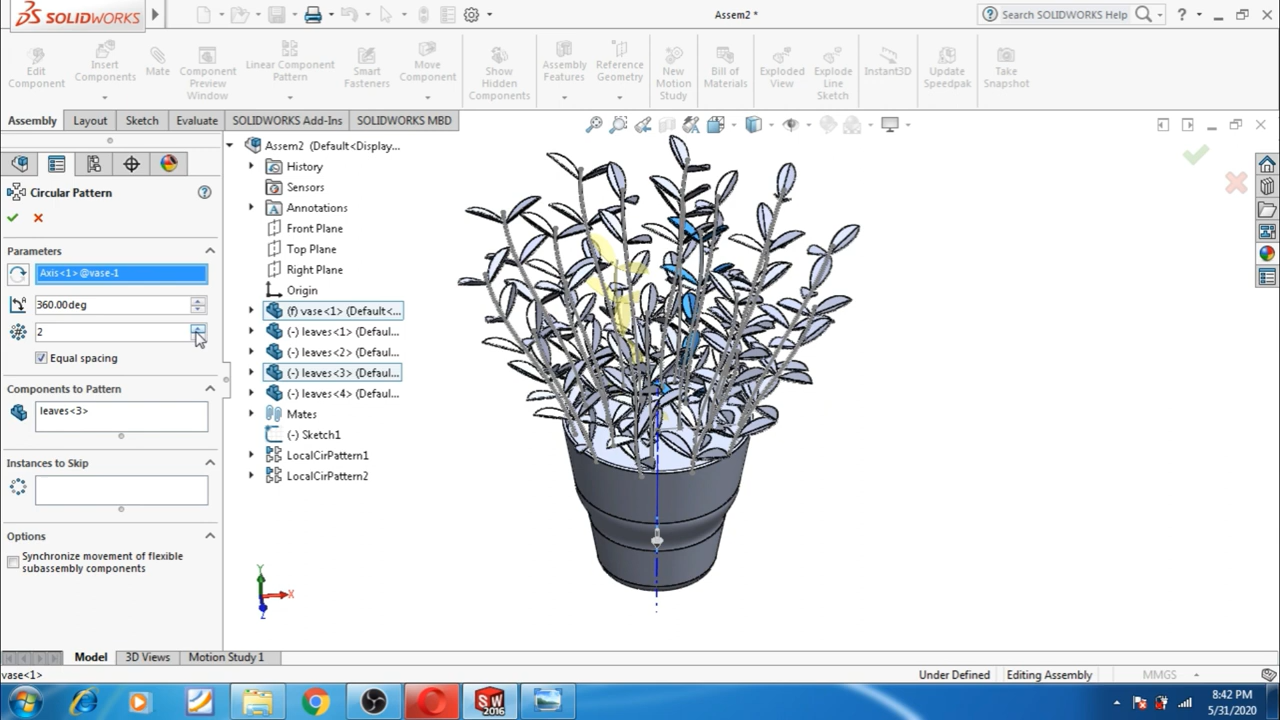 SOLIDWORKS
Assem2 *
Search SOLIDWORKS Help
Edit Component
Insert Components
Mate
Component Preview Window
Linear Component Pattern
Smart Fasteners
Move Component
Show Hidden Components
Assembly Features
Reference Geometry
New Motion Study
Bill of Materials
Exploded View
Explode Line Sketch
Instant3D
Update Speedpak
Take Snapshot
Assembly
Layout
Sketch
Evaluate
SOLIDWORKS Add-Ins
SOLIDWORKS MBD
Circular Pattern
Parameters
Axis<1>@vase-1
360.00deg
2
Equal spacing
Components to Pattern
leaves<3>
Instances to Skip
Options
Synchronize movement of flexible
subassembly components
Assem2 (Default<Display...
History
Sensors
Annotations
Front Plane
Top Plane
Right Plane
Origin
(f) vase<1> (Default<...
(-) leaves<1> (Defaul...
(-) leaves<2> (Defaul...
(-) leaves<3> (Defaul...
(-) leaves<4> (Defaul...
Mates
(-) Sketch1
LocalCirPattern1
LocalCirPattern2
Y
X
Z
Model
3D Views
Motion Study 1
vase<1>
Under Defined
Editing Assembly
MMGS
SW
2016
8:42 PM
5/31/2020